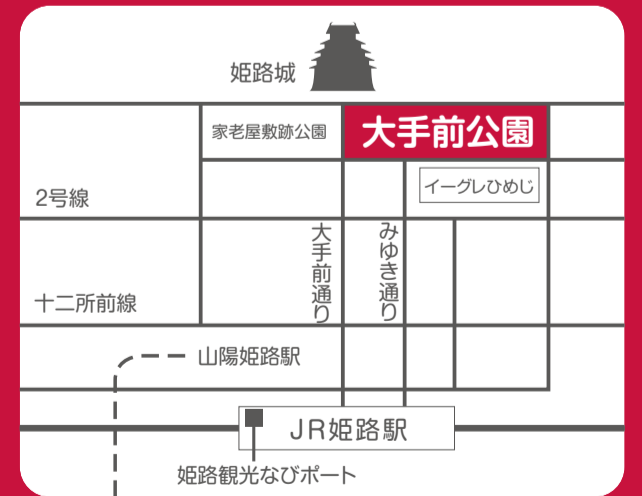 姫路城
家老屋敷跡公園
大手前公園
イーグレひめじ
2号線
大手前通り
みゆき通り
十二所前線
山陽姫路駅
JR姫路駅
姫路観光なびポート